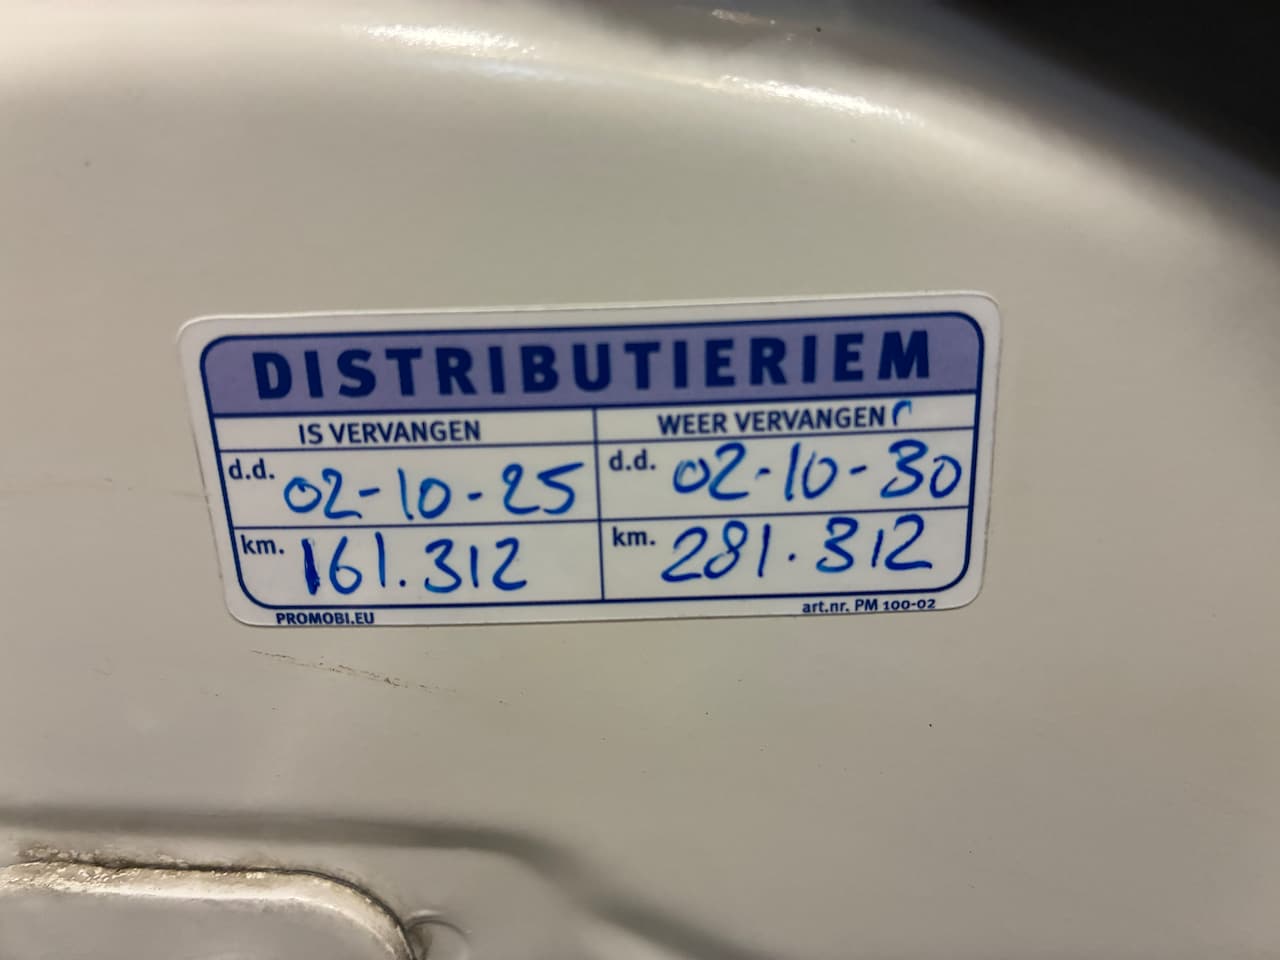 DISTRIBUTIERIEM
IS VERVANGEN WEER VERVANGEN
d.d. 02-10-25 d.d. 02-10-30
km. 161.312 km. 281.312
PROMOBI.EU art.nr. PM 100-02